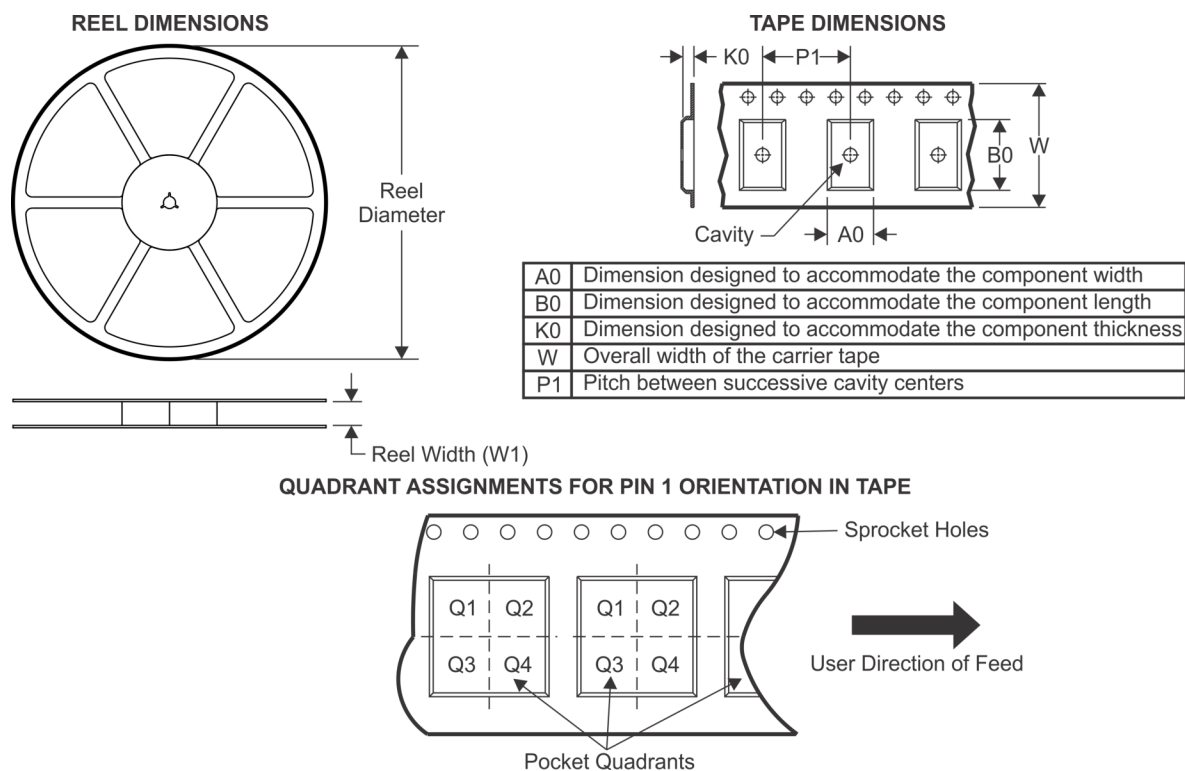 REEL DIMENSIONS
Reel
Diameter
Reel Width (W1)
TAPE DIMENSIONS
K0
P1
B0
W
Cavity
A0
A0 Dimension designed to accommodate the component width
B0 Dimension designed to accommodate the component length
K0 Dimension designed to accommodate the component thickness
W Overall width of the carrier tape
P1 Pitch between successive cavity centers
QUADRANT ASSIGNMENTS FOR PIN 1 ORIENTATION IN TAPE
Sprocket Holes
Q1 Q2 Q1 Q2
Q3 Q4 Q3 Q4
User Direction of Feed
Pocket Quadrants